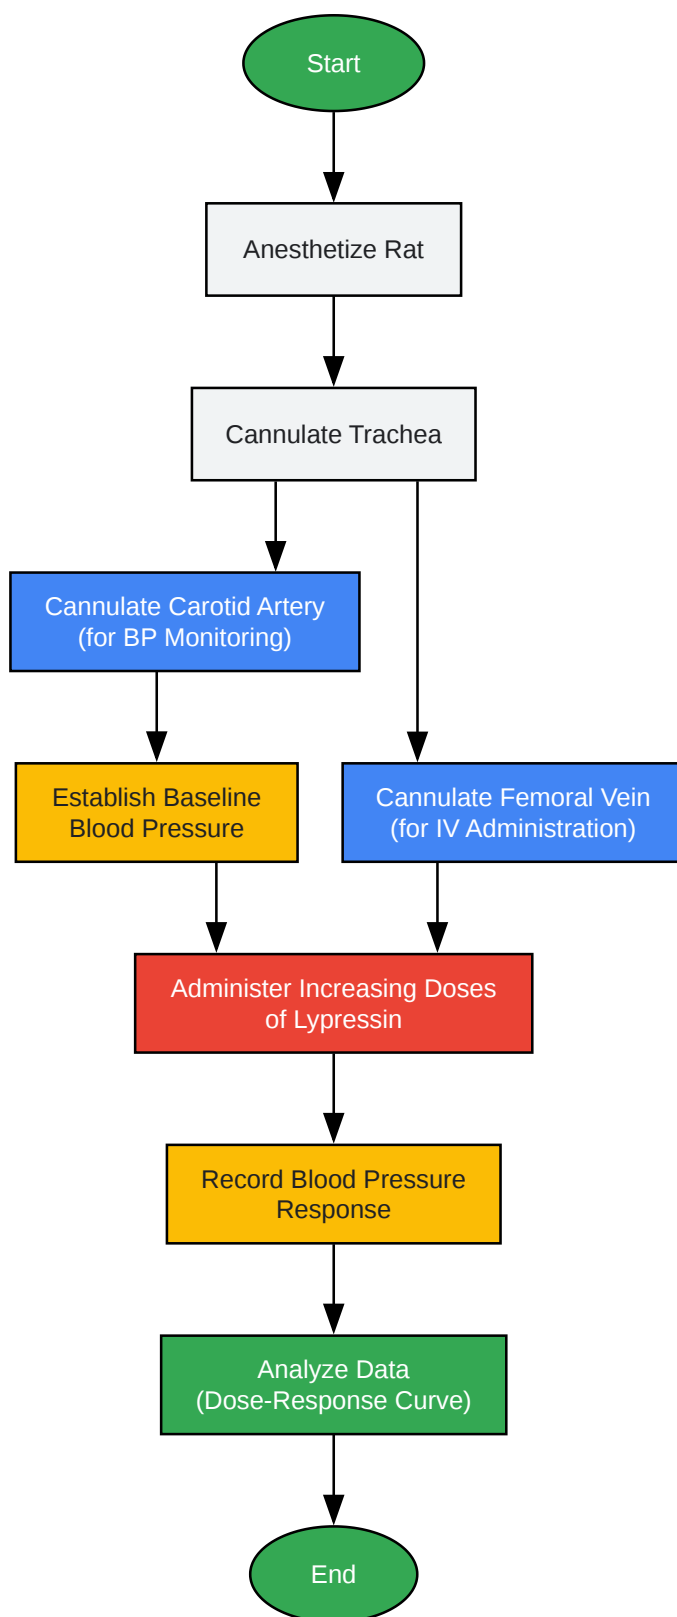 Start
Anesthetize Rat
Cannulate Trachea
Cannulate Carotid Artery
(for BP Monitoring)
Establish Baseline
Blood Pressure
Cannulate Femoral Vein
(for IV Administration)
Administer Increasing Doses
of Lypressin
Record Blood Pressure
Response
Analyze Data
(Dose-Response Curve)
End